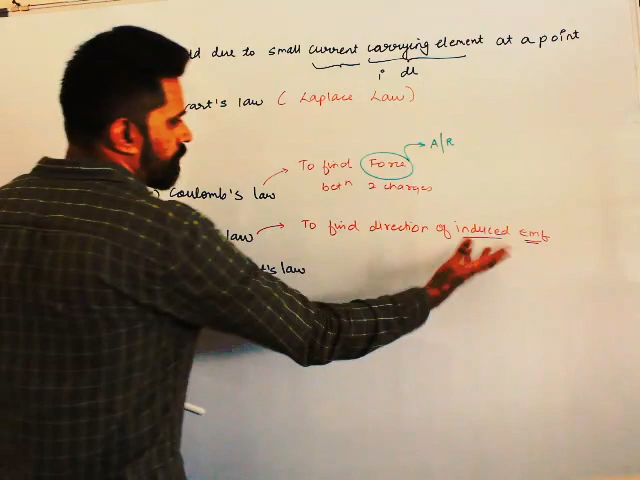 due to small current carrying element at a point
i dl
art's law ( Laplace Law )
A/R
To find Force
betn 2 charges
) Coulomb's law
law
To find direction of induced emf
's law